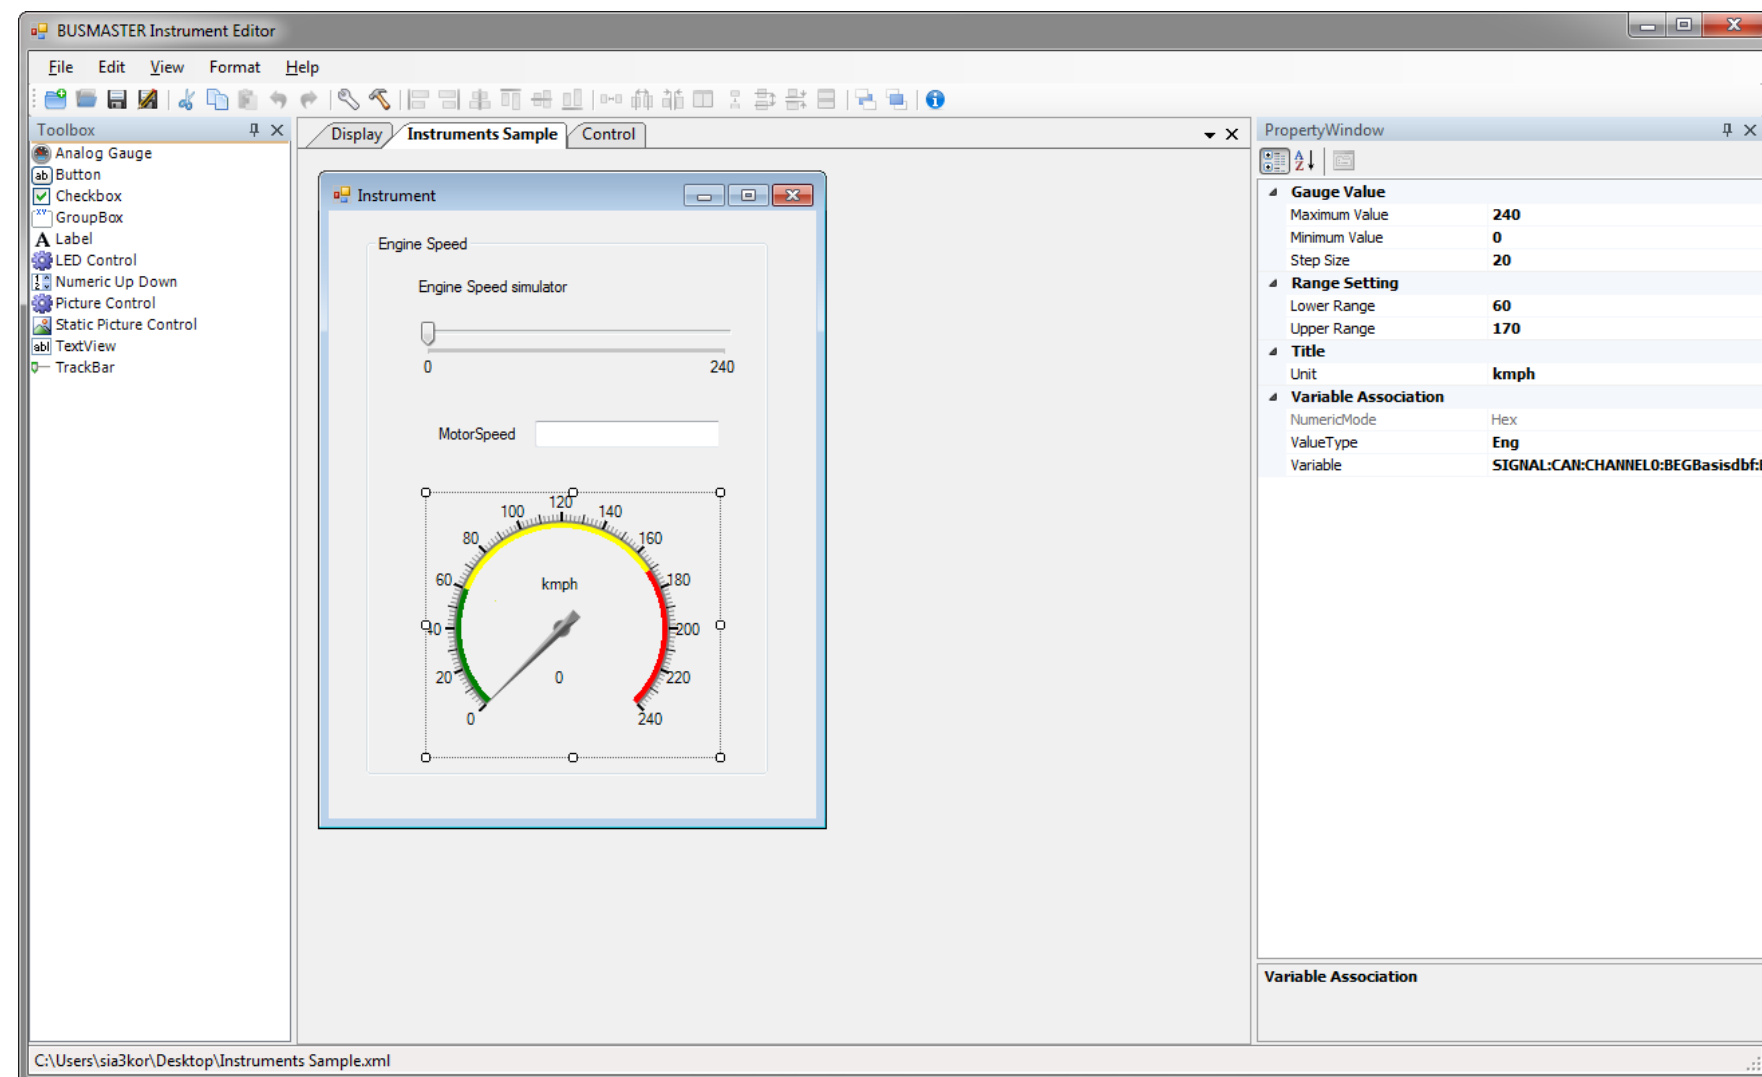 BUSMASTER Instrument Editor
File Edit View Format Help
Toolbox
Analog Gauge
Button
Checkbox
GroupBox
Label
LED Control
Numeric Up Down
Picture Control
Static Picture Control
TextView
TrackBar
Display Instruments Sample Control
Instrument
Engine Speed
Engine Speed simulator
0 240
MotorSpeed
0 20 40 60 80 100 120 140 160 180 200 220 240
kmph
0
PropertyWindow
Gauge Value
Maximum Value 240
Minimum Value 0
Step Size 20
Range Setting
Lower Range 60
Upper Range 170
Title
Unit kmph
Variable Association
NumericMode Hex
ValueType Eng
Variable SIGNAL:CAN:CHANNEL0:BEGBasisdbf:
Variable Association
C:\Users\sia3kor\Desktop\Instruments Sample.xml